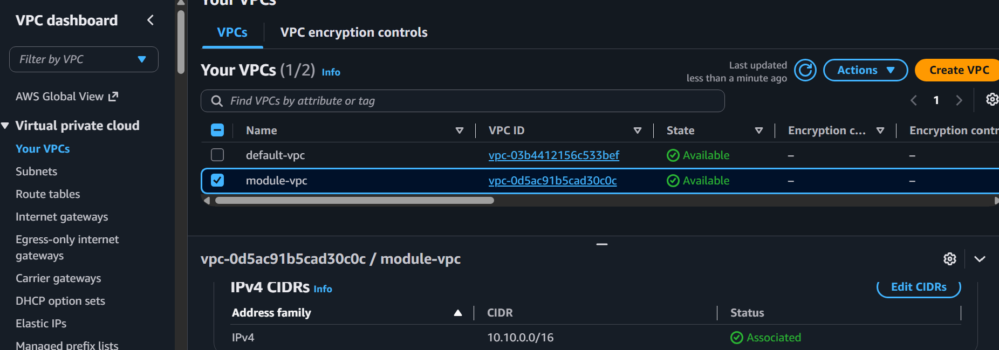 Your VPCs
VPC dashboard
VPCs
VPC encryption controls
Filter by VPC
Your VPCs (1/2) Info
Last updated
less than a minute ago
Actions
Create VPC
AWS Global View
Find VPCs by attribute or tag
1
Virtual private cloud
Your VPCs
Subnets
Route tables
Internet gateways
Egress-only internet
gateways
Carrier gateways
DHCP option sets
Elastic IPs
Managed prefix lists
Name VPC ID State Encryption c... Encryption contr
default-vpc vpc-03b4412156c533bef Available – –
module-vpc vpc-0d5ac91b5cad30c0c Available – –
vpc-0d5ac91b5cad30c0c / module-vpc
IPv4 CIDRs Info
Edit CIDRs
Address family CIDR Status
IPv4 10.10.0.0/16 Associated